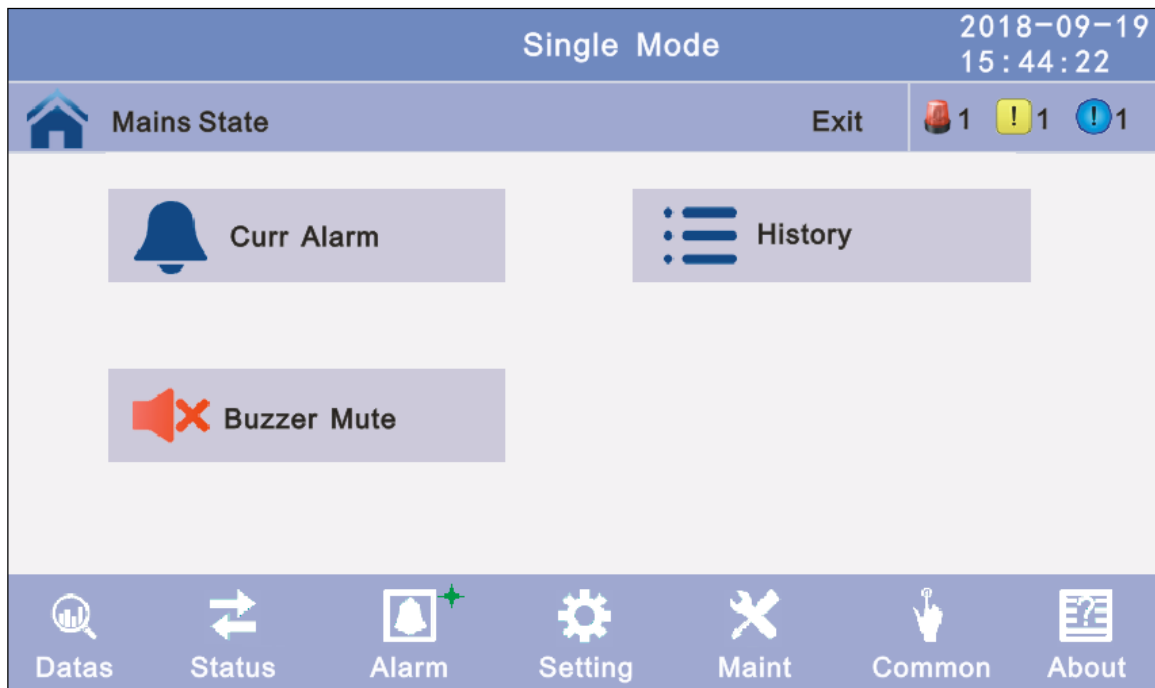 Single Mode
2018-09-19
15:44:22
Mains State
Exit
1
! 1
! 1
Curr Alarm
History
Buzzer Mute
Datas
Status
Alarm
Setting
Maint
Common
? About